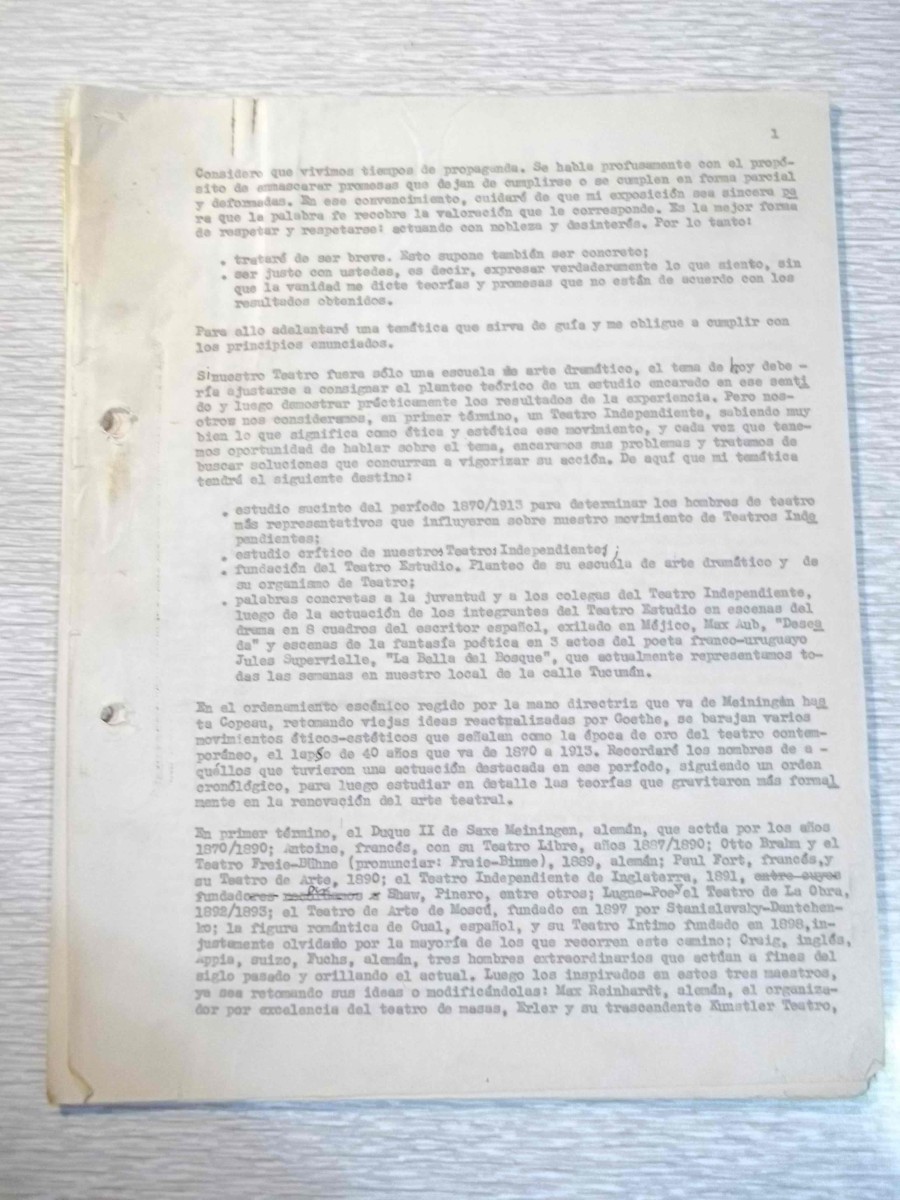 1
Considero que vivimos tiempos de propaganda. Se habla profusamente con el propó-
sito de enmascarar promesas que dejan de cumplirse o se cumplen en forma parcial
y deformadas. En ese convencimiento, cuidaré de que mi exposición sea sincera pa
ra que la palabra fe recobre la valoración que le corresponde. Es la mejor forma
de respetar y respetarse: actuando con nobleza y desinterés. Por lo tanto:
. trataré de ser breve. Esto supone también ser concreto;
. ser justo con ustedes, es decir, expresar verdaderamente lo que siento, sin
que la vanidad me dicte teorías y promesas que no están de acuerdo con los
resultados obtenidos.
Para ello adelantaré una temática que sirva de guía y me obligue a cumplir con
los principios enunciados.
Si nuestro Teatro fuera sólo una escuela de arte dramático, el tema de hoy debe -
ría ajustarse a consignar el planteo teórico de un estudio encarado en ese senti
do y luego demostrar prácticamente los resultados de la experiencia. Pero nos-
otros nos consideramos, en primer término, un Teatro Independiente, sabiendo muy
bien lo que significa como ética y estética ese movimiento, y cada vez que tene-
mos oportunidad de hablar sobre el tema, encaramos sus problemas y tratamos de
buscar soluciones que concurran a vigorizar su acción. De aquí que mi temática
tendrá el siguiente destino:
. estudio sucinto del período 1870/1913 para determinar los hombres de teatro
más representativos que influyeron sobre nuestro movimiento de Teatros Inde
pendientes;
. estudio crítico de nuestro Teatro Independiente;
. fundación del Teatro Estudio. Planteo de su escuela de arte dramático y de
su organismo de Teatro;
. palabras concretas a la juventud y a los colegas del Teatro Independiente,
luego de la actuación de los integrantes del Teatro Estudio en escenas del
drama en 8 cuadros del escritor español, exilado en Méjico, Max Aub, "Desea
da" y escenas de la fantasía poética en 3 actos del poeta franco-uruguayo
Jules Supervielle, "La Bella del Bosque", que actualmente representamos to-
das las semanas en nuestro local de la calle Tucumán.
En el ordenamiento escénico regido por la mano directriz que va de Meiningen has
ta Copeau, retomando viejas ideas reactualizadas por Goethe, se barajan varios
movimientos éticos-estéticos que señalan como la época de oro del teatro contem-
poráneo, el lapso de 40 años que va de 1870 a 1913. Recordaré los nombres de a -
quéllos que tuvieron una actuación destacada en ese período, siguiendo un orden
cronólógico, para luego estudiar en detalle las teorías que gravitaron más formal
mente en la renovación del arte teatral.
En primer término, el Duque II de Saxe Meiningen, alemán, que actúa por los años
1870/1890; Antoine, francés, con su Teatro Libre, años 1887/1890; Otto Brahm y el
Teatro Freie-Bühne (pronunciar: Freie-Binne), 1889, alemán; Paul Fort, francés,y
su Teatro de Arte, 1890; el Teatro Independiente de Inglaterra, 1891, entre cuyos
fundadores Shaw, Pinero, entre otros; Lugne-Poe y el Teatro de La Obra,
1892/1893; el Teatro de Arte de Moscú, fundado en 1897 por Stanislavsky-Dantchen-
ko; la figura romántica de Gual, español, y su Teatro Intimo fundado en 1898,in-
justamente olvidado por la mayoría de los que recorren este camino; Craig, inglés,
Appia, suizo, Fuchs, alemán, tres hombres extraordinarios que actúan a fines del
siglo pasado y orillando el actual. Luego los inspirados en estos tres maestros,
ya sea retomando sus ideas o modificándolas: Max Reinhardt, alemán, el organiza-
dor por excelencia del teatro de masas, Erler y su trascendente Kunstler Teatro,